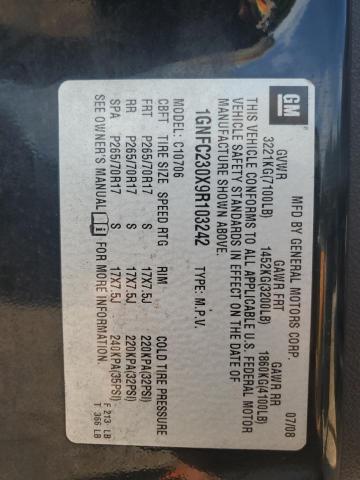 GM
MFD BY GENERAL MOTORS CORP. 07/08
GVWR GAWR FRT GAWR RR
3221KG(7100LB) 1452KG(3200LB) 1860KG(4100LB)
THIS VEHICLE CONFORMS TO ALL APPLICABLE U.S. FEDERAL MOTOR
VEHICLE SAFETY STANDARDS IN EFFECT ON THE DATE OF
MANUFACTURE SHOWN ABOVE.
1GNFC230X9R103242 TYPE: M.P.V.
MODEL: C10706
CBFT TIRE SIZE SPEED RTG RIM COLD TIRE PRESSURE
FRT P265/70R17 S 17X7.5J 220KPA(32PSI)
RR P265/70R17 S 17X7.5J 220KPA(32PSI)
SPA P265/70R17 S 17X7.5J 240KPA(35PSI)
SEE OWNER'S MANUAL i FOR MORE INFORMATION.
F 213 LB
T 366 LB